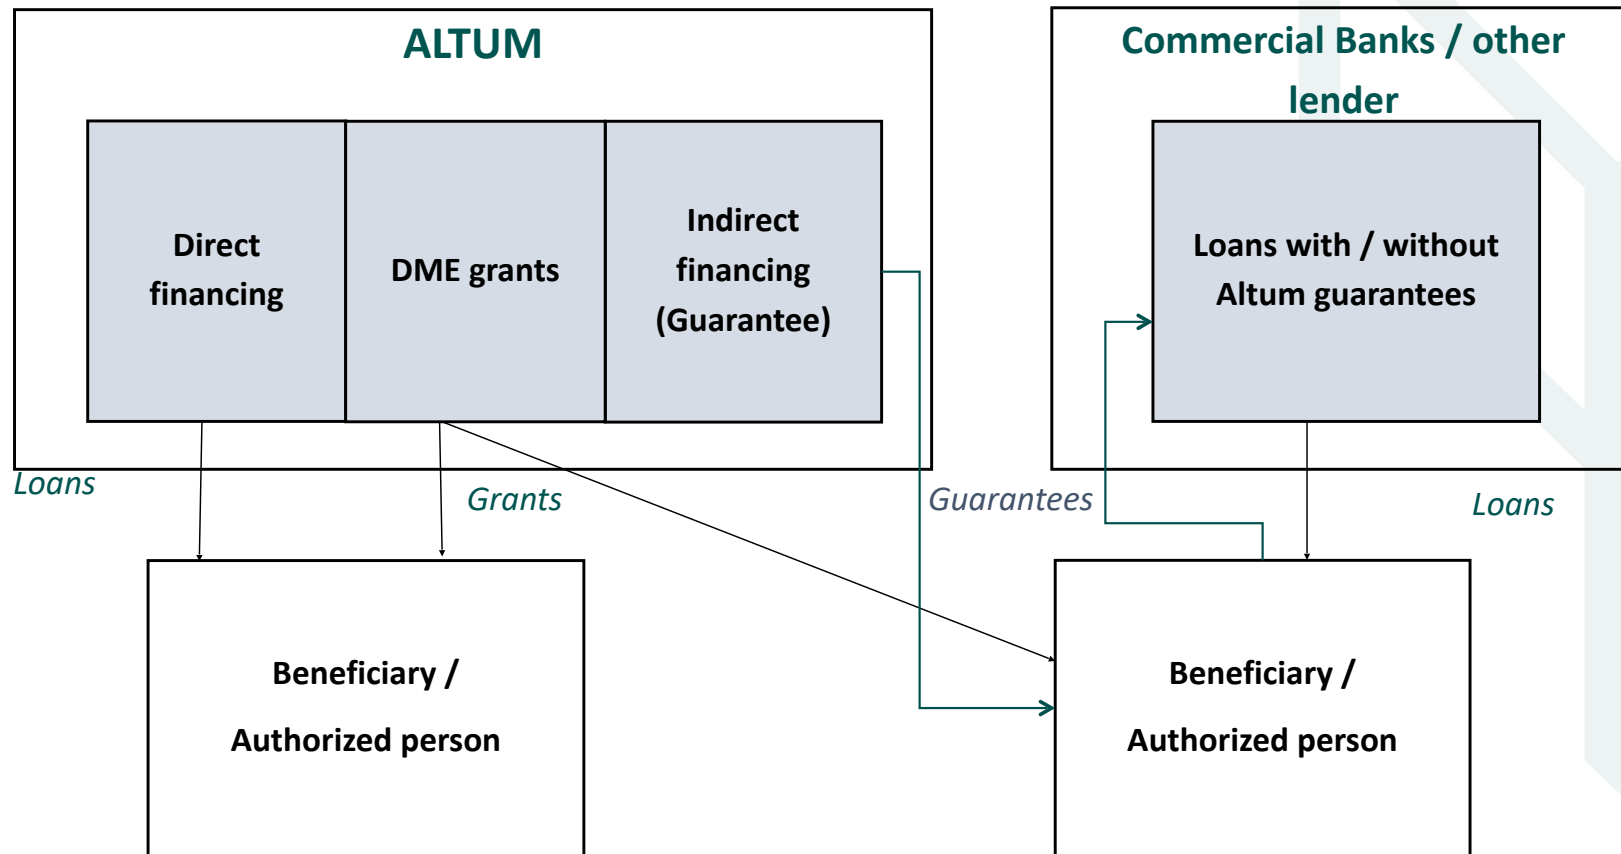 ALTUM
Direct
financing
DME grants
Indirect
financing
(Guarantee)
Commercial Banks / other
lender
Loans with / without
Altum guarantees
Loans
Grants
Guarantees
Loans
Beneficiary /
Authorized person
Beneficiary /
Authorized person